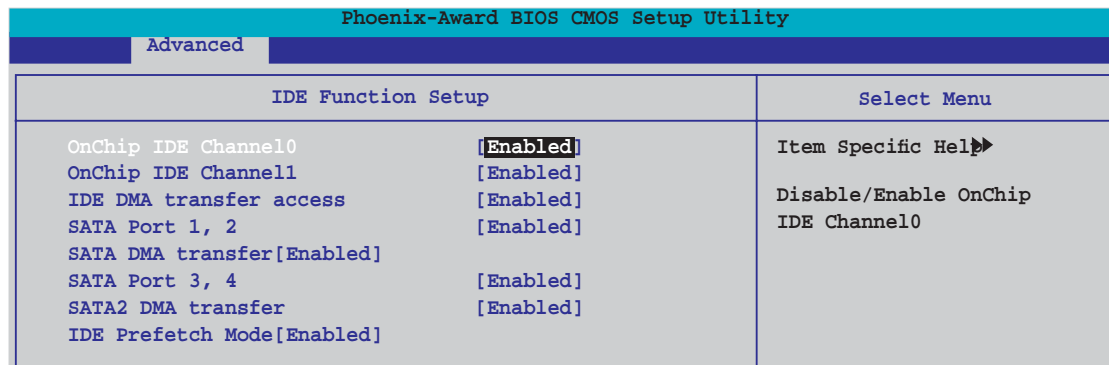 Phoenix-Award BIOS CMOS Setup Utility
Advanced
IDE Function Setup
Select Menu
OnChip IDE Channel0 [Enabled]
OnChip IDE Channel1 [Enabled]
IDE DMA transfer access [Enabled]
SATA Port 1, 2 [Enabled]
SATA DMA transfer[Enabled]
SATA Port 3, 4 [Enabled]
SATA2 DMA transfer [Enabled]
IDE Prefetch Mode[Enabled]
Item Specific Help
Disable/Enable OnChip
IDE Channel0